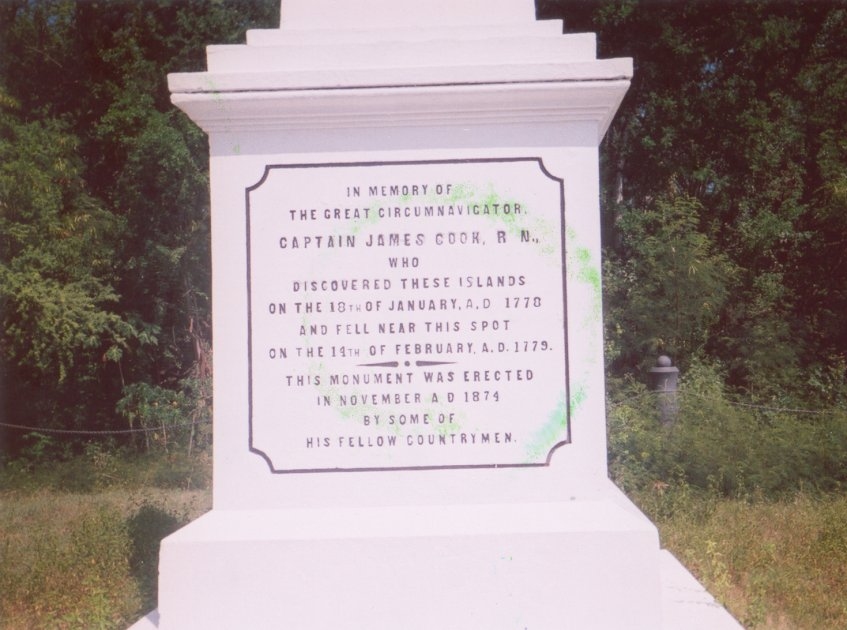 IN MEMORY OF
THE GREAT CIRCUMNAVIGATOR,
CAPTAIN JAMES COOK, R. N.,
WHO
DISCOVERED THESE ISLANDS
ON THE 18TH OF JANUARY, A. D. 1778
AND FELL NEAR THIS SPOT
ON THE 14TH OF FEBRUARY, A. D. 1779.
THIS MONUMENT WAS ERECTED
IN NOVEMBER A. D 1874
BY SOME OF
HIS FELLOW COUNTRYMEN.